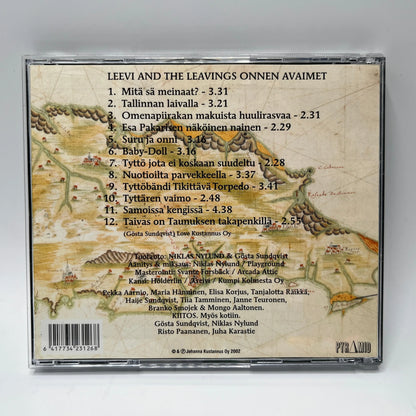 LEEVI AND THE LEAVINGS ONNEN AVAIMET
1. Mitä sä meinaat? - 3.31
2. Tallinnan laivalla - 3.21
3. Omenapiirakan makuista huulirasvaa - 2.31
4. Esa Pakarisen näköinen nainen - 2.29
5. Suru ja onni - 3.16
6. Baby-Doll - 3.16
7. Tyttö jota ei koskaan suudeltu - 2.28
8. Nuotioilta parvekkeella - 3.37
9. Tyttöbändi Tikittävä Torpedo - 3.41
10. Tyttären vaimo - 2.48
11. Samoissa kengissä - 4.38
12. Taivas on Taumuksen takapenkillä - 2.55
(Gösta Sundqvist) Löwe Kustannus Oy
Työnjohto: NIKLAS NYLUND & Gösta Sundqvist
Äänitys & miksaus: Niklas Nylund / Playground
Masterointi: Svante Forsbäck / Arcada Attic
Kansi: Hölderlin / Kumpi Kolmesta Oy
Pekka Aarnio, Maria Hänninen, Elisa Korjus, Tanjalotta Räikkä,
Haije Sundqvist, Tiia Tamminen, Janne Teuronen,
Branko Smojek & Mongo Aaltonen.
KIITOS. Myös kotiin.
Gösta Sundqvist, Niklas Nylund
Risto Paananen, Juha Karastie
6 417734 231268
© & ℗ Johanna Kustannus Oy 2002
PYRAMID